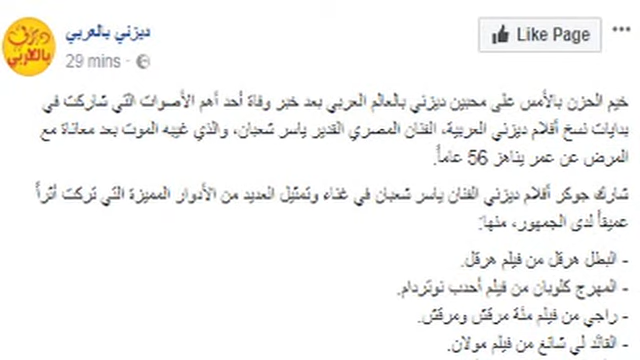 ديزني بالعربي
Like Page
29 mins ·
ديزني
بالعربي
خيم الحزن بالأمس على محبين ديزني بالعالم العربي بعد خبر وفاة أحد أهم الأصوات التي شاركت في
بدايات نسخ أفلام ديزني العربية، الفنان المصري القدير ياسر شعبان، والذي غيبه الموت بعد معاناة مع
المرض عن عمر يناهز 56 عاماً.
شارك جوكر أفلام ديزني الفنان ياسر شعبان في غناء وتمثيل العديد من الأدوار المميزة التي تركت أثراً
عميقاً لدى الجمهور، منها:
- البطل هرقل من فيلم هرقل.
- المهرج كلوبان من فيلم أحدب نوتردام.
- راجي من فيلم مئة مرقش ومرقش.
- القائد لي شانغ من فيلم مولان.